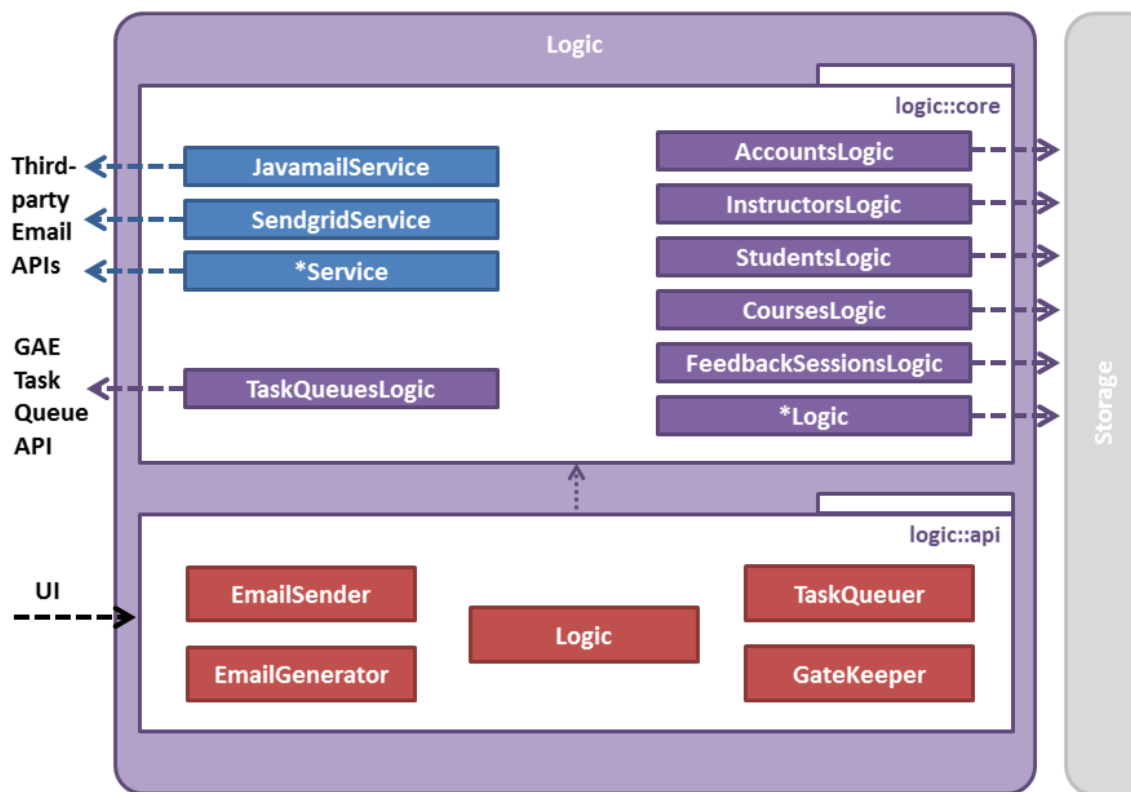 Logic
logic::core
Third-
party
Email
APIs
JavamailService
SendgridService
*Service
GAE
Task
Queue
API
TaskQueuesLogic
AccountsLogic
InstructorsLogic
StudentsLogic
CoursesLogic
FeedbackSessionsLogic
*Logic
Storage
logic::api
UI
EmailSender
EmailGenerator
Logic
TaskQueuer
GateKeeper